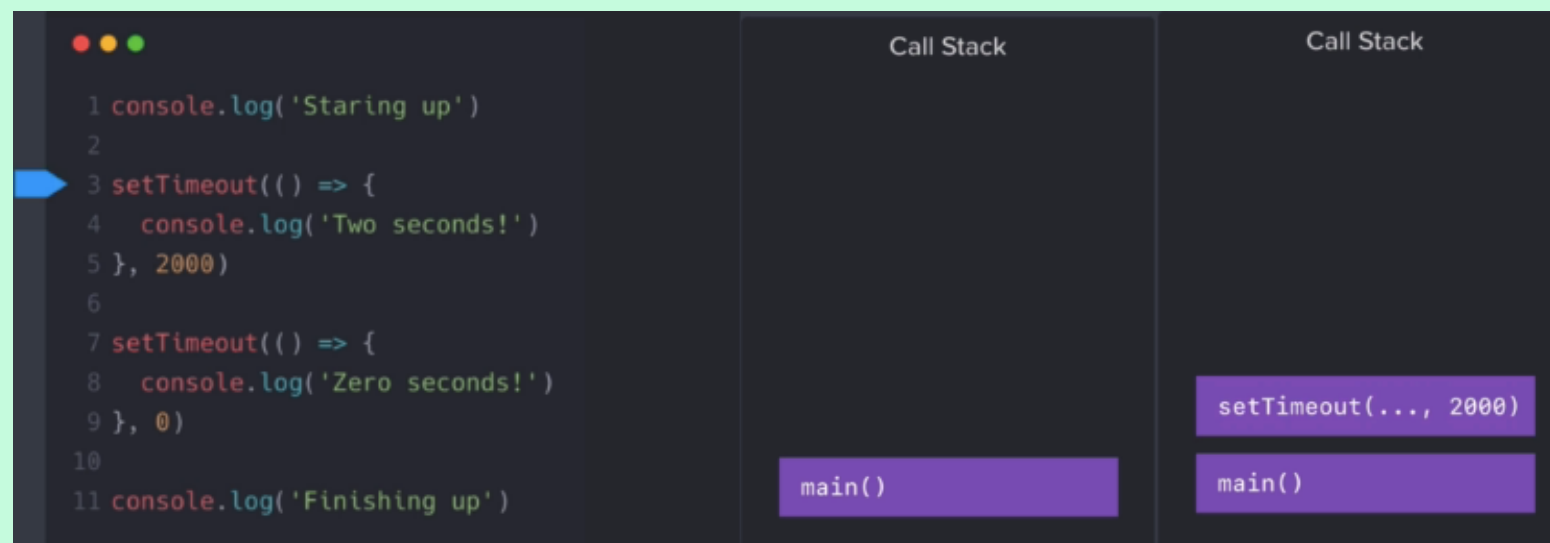 1 console.log('Staring up')
2
3 setTimeout(() => {
4   console.log('Two seconds!')
5 }, 2000)
6
7 setTimeout(() => {
8   console.log('Zero seconds!')
9 }, 0)
10
11 console.log('Finishing up')
Call Stack
main()
Call Stack
setTimeout(..., 2000)
main()